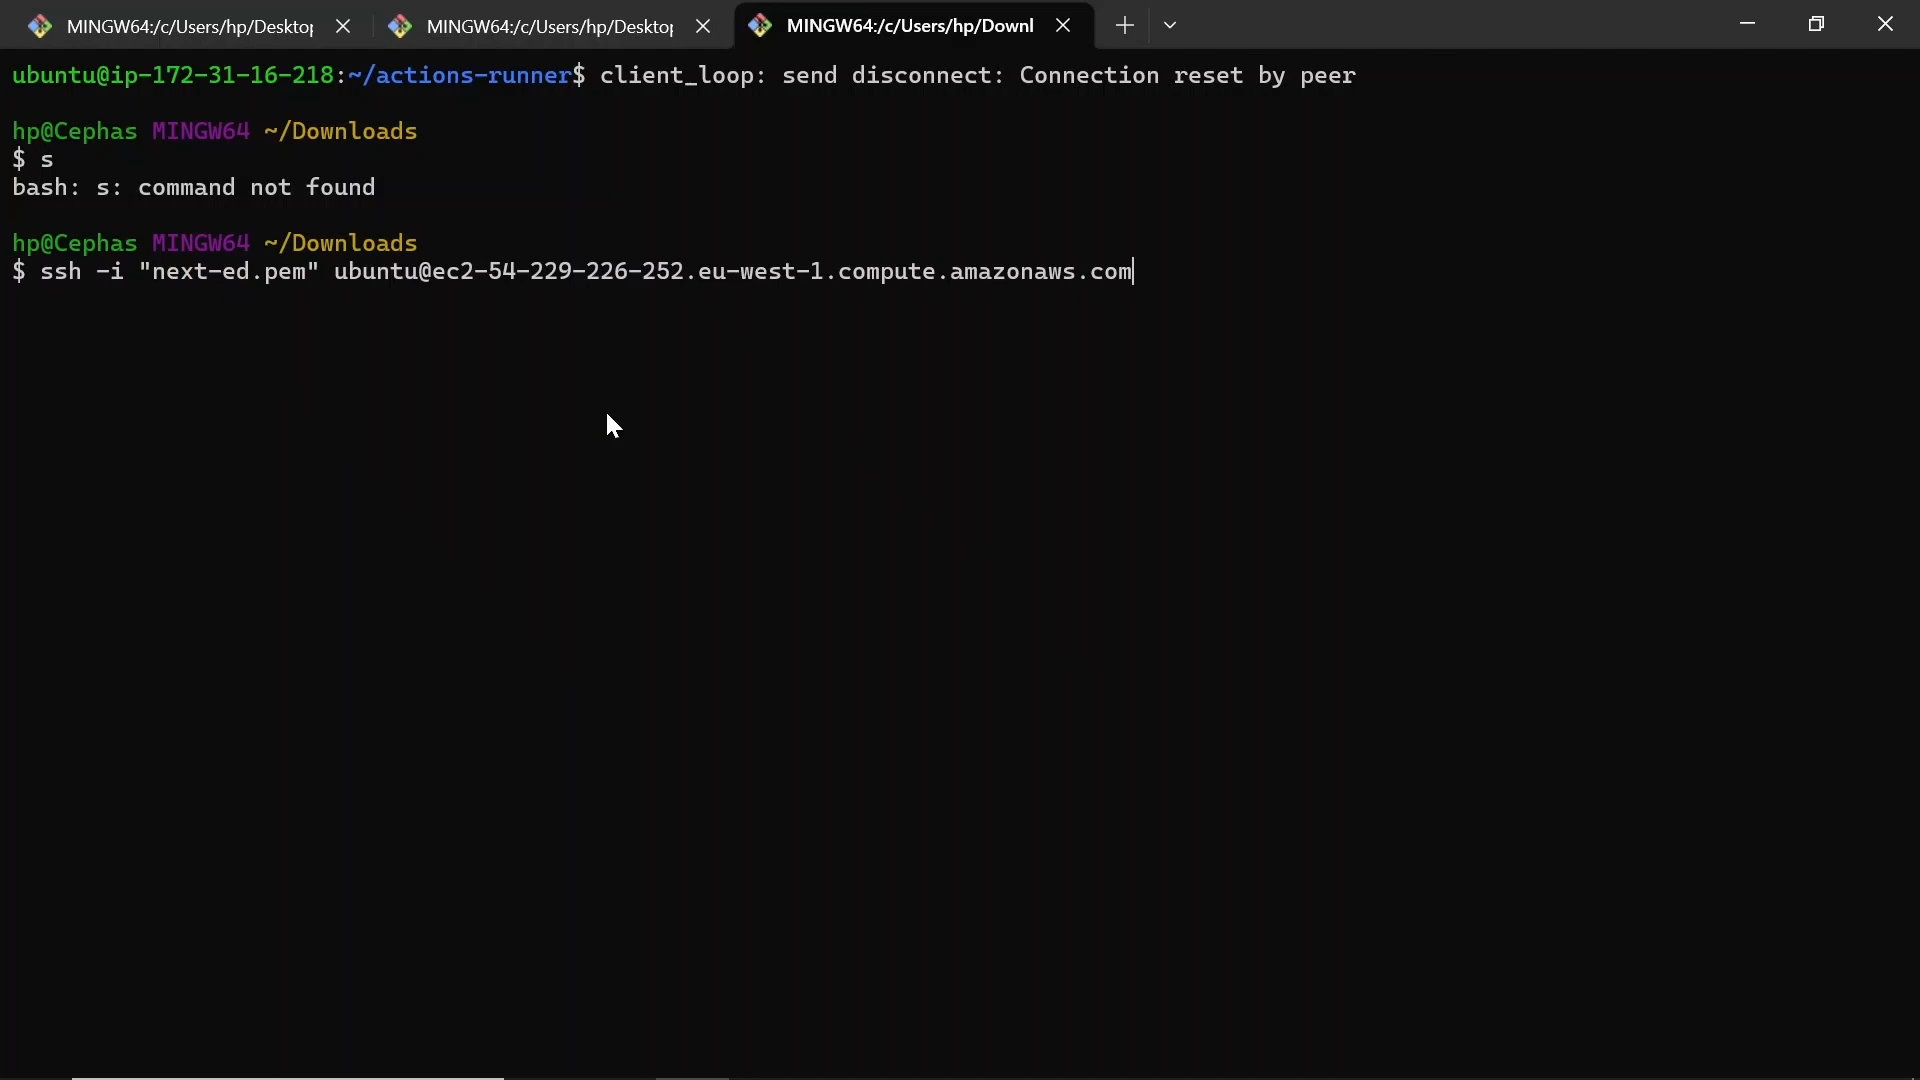 MINGW64:/c/Users/hp/Desktop MINGW64:/c/Users/hp/Desktop MINGW64:/c/Users/hp/Downl
ubuntu@ip-172-31-16-218:~/actions-runner$ client_loop: send disconnect: Connection reset by peer
hp@Cephas MINGW64 ~/Downloads
$ s
bash: s: command not found
hp@Cephas MINGW64 ~/Downloads
$ ssh -i "next-ed.pem" ubuntu@ec2-54-229-226-252.eu-west-1.compute.amazonaws.com